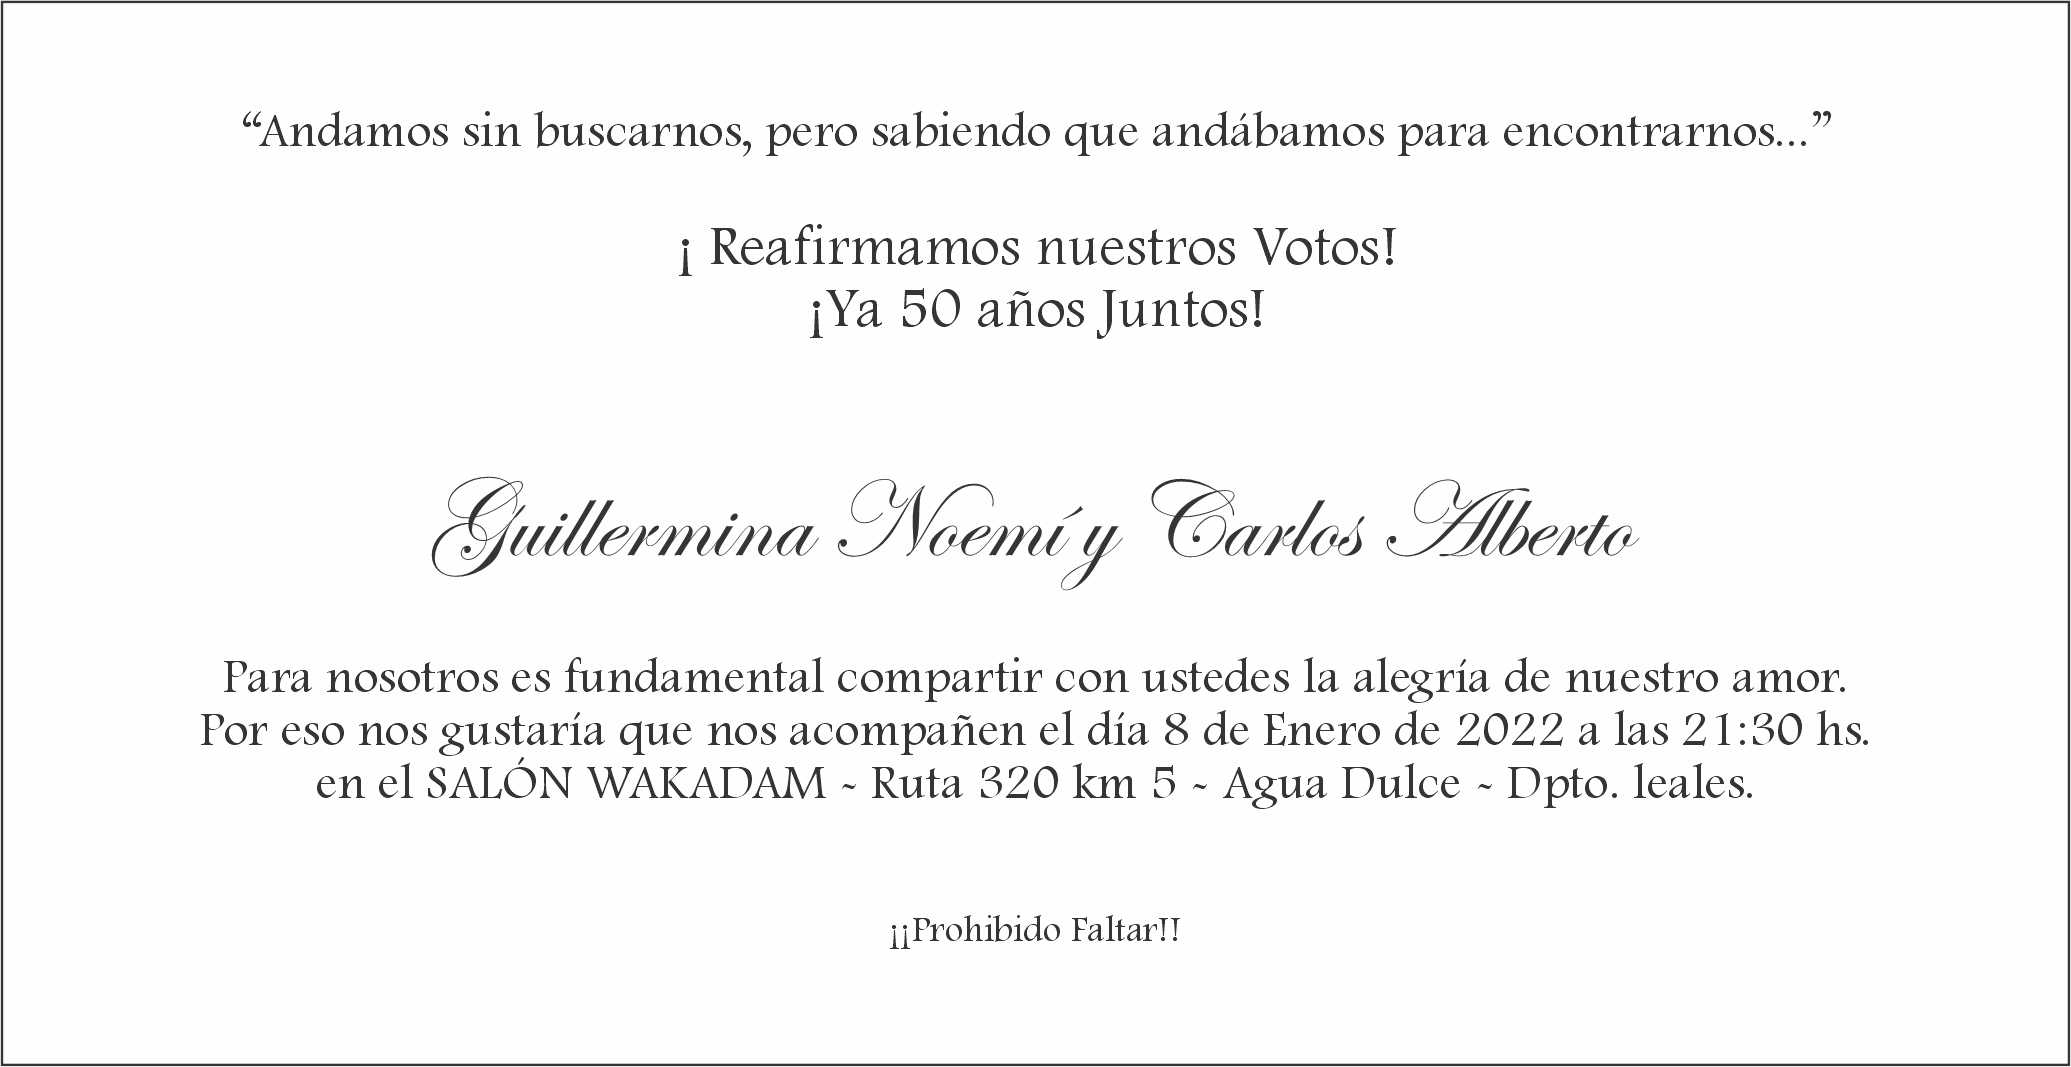 “Andamos sin buscarnos, pero sabiendo que andábamos para encontrarnos...”
¡ Reafirmamos nuestros Votos!
¡Ya 50 años Juntos!
Guillermina Noemí y Carlos Alberto
Para nosotros es fundamental compartir con ustedes la alegría de nuestro amor.
Por eso nos gustaría que nos acompañen el día 8 de Enero de 2022 a las 21:30 hs.
en el SALÓN WAKADAM ~ Ruta 320 km 5 ~ Agua Dulce ~ Dpto. leales.
¡¡Prohibido Faltar!!